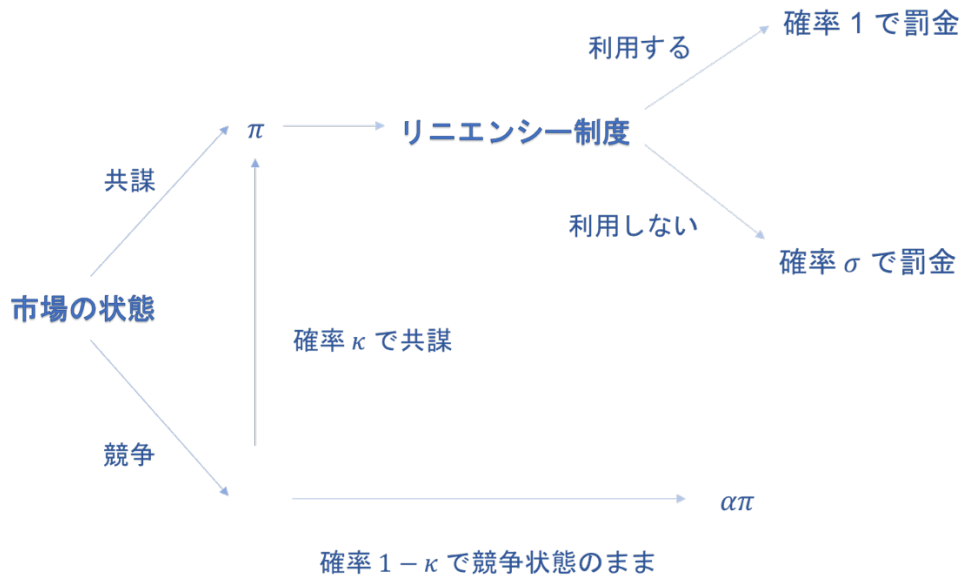 確率 1 で罰金
利用する
π
リニエンシー制度
共謀
利用しない
確率 σ で罰金
市場の状態
確率 κ で共謀
競争
απ
確率 1 − κ で競争状態のまま